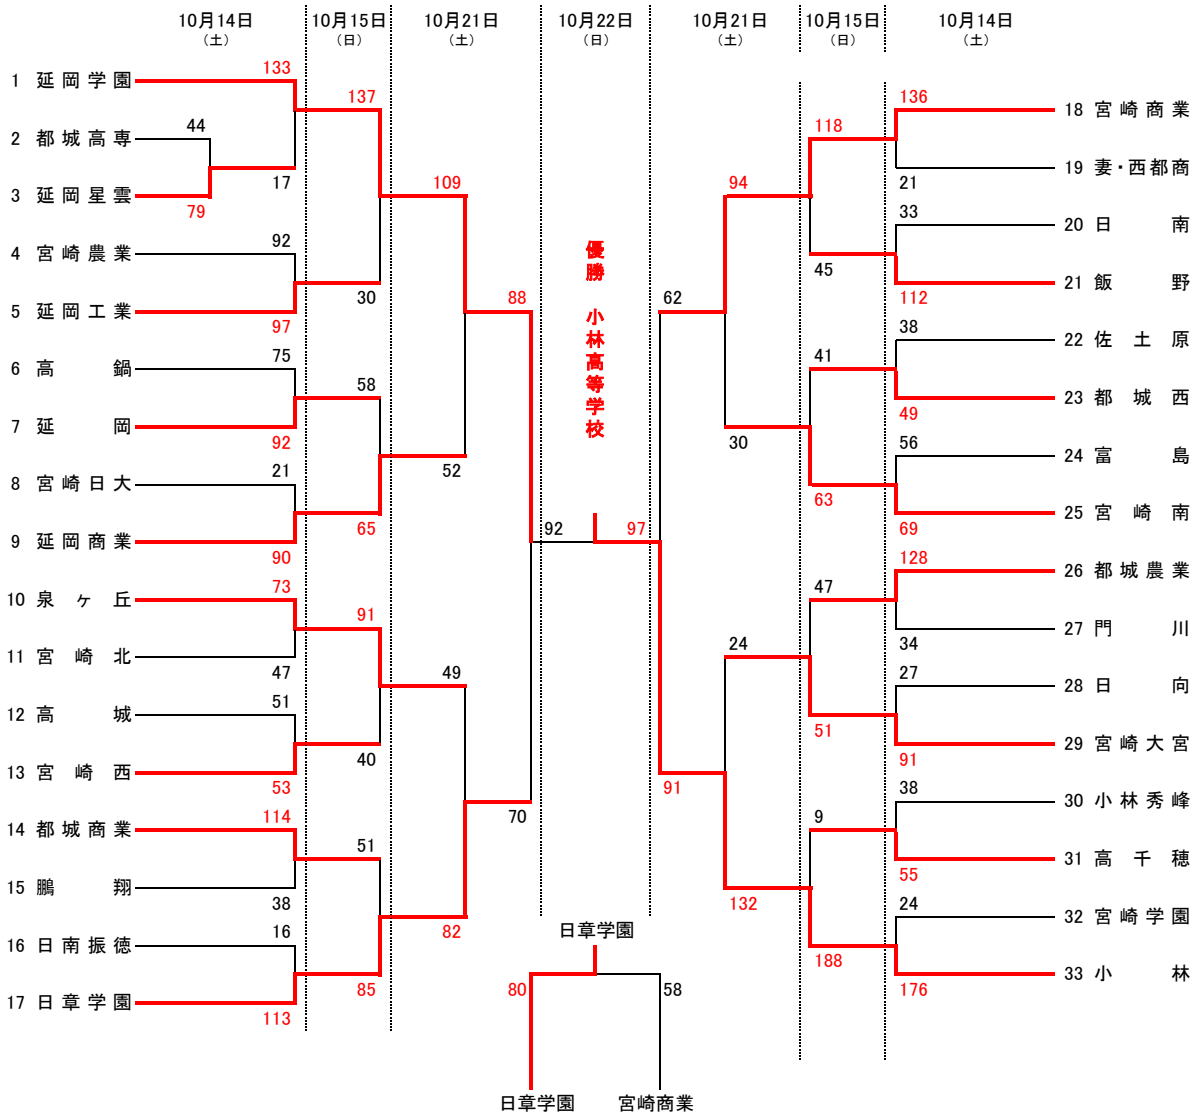 10月14日 10月15日 10月21日 10月22日 10月21日 10月15日 10月14日
（土） （日） （土） （日） （土） （日） （土）
133
1 延岡学園
137
136
18 宮崎商業
44
118
2 都城高専
19 妻・西都商
17
109
94
21
3 延岡星雲
79
33
20 日南
92
4 宮崎農業
45
30
21 飯野
112
88
62
5 延岡工業
97
38
22 佐土原
75
6 高鍋
58
41
23 都城西
49
7 延岡
92
30
56
24 富島
52
21
8 宮崎日大
63
25 宮崎南
69
65
92
97
9 延岡商業
90
128
26 都城農業
73
10 泉ヶ丘
91
47
27 門川
34
11 宮崎北
47
49
24
27
28 日向
51
12 高城
51
29 宮崎大宮
91
40
13 宮崎西
53
91
38
30 小林秀峰
114
70
9
14 都城商業
51
31 高千穂
55
15 鵬翔
38
132
24
32 宮崎学園
16
82
16 日南振徳
188
33 小林
176
85
17 日章学園
113
優勝 小林高等学校
日章学園
80
58
日章学園 宮崎商業